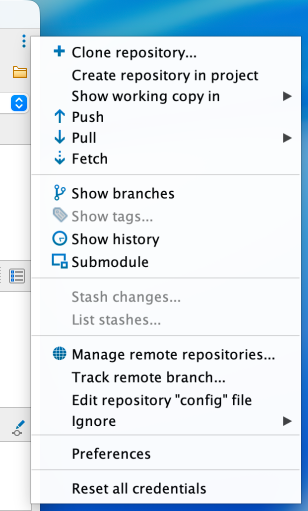 Clone repository...
Create repository in project
Show working copy in
Push
Pull
Fetch
Show branches
Show tags...
Show history
Submodule
Stash changes...
List stashes...
Manage remote repositories...
Track remote branch...
Edit repository "config" file
Ignore
Preferences
Reset all credentials